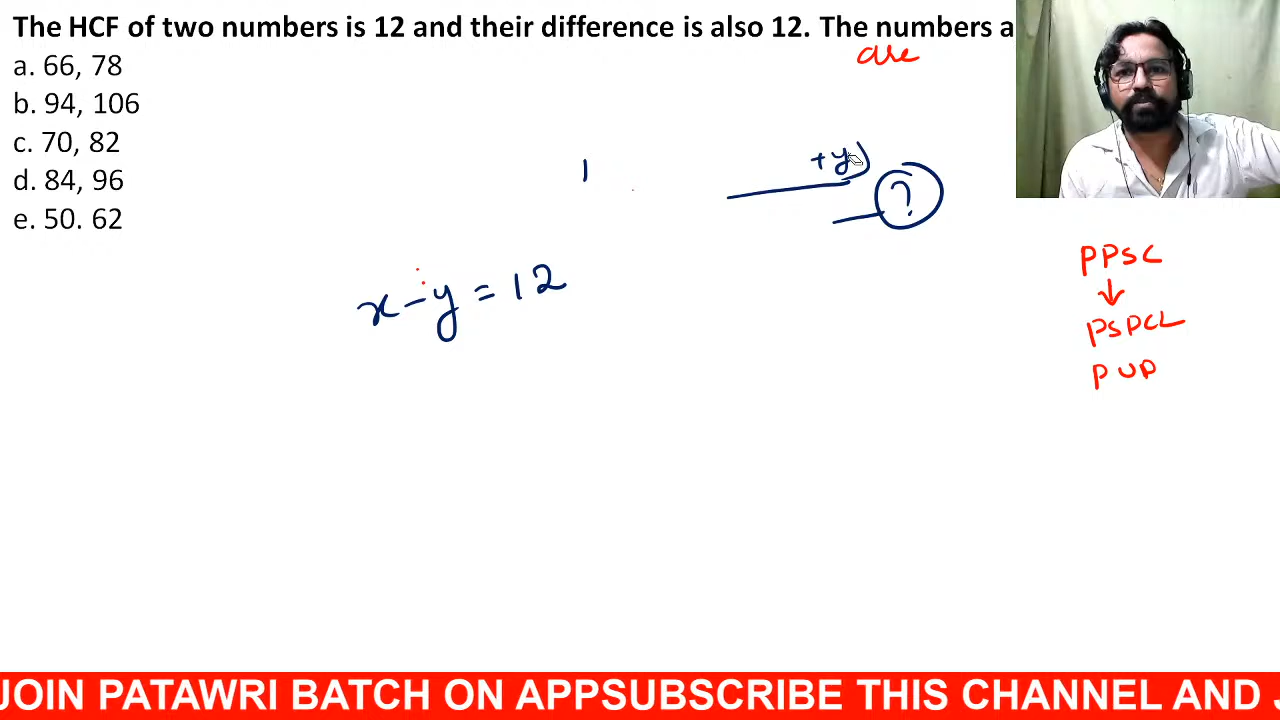 The HCF of two numbers is 12 and their difference is also 12. The numbers a
are
a. 66, 78
b. 94, 106
c. 70, 82
d. 84, 96
e. 50. 62
1
+y)
?
x - y = 12
PPSC
↓
PSPCL
PUP
JOIN PATAWRI BATCH ON APPSUBSCRIBE THIS CHANNEL AND J